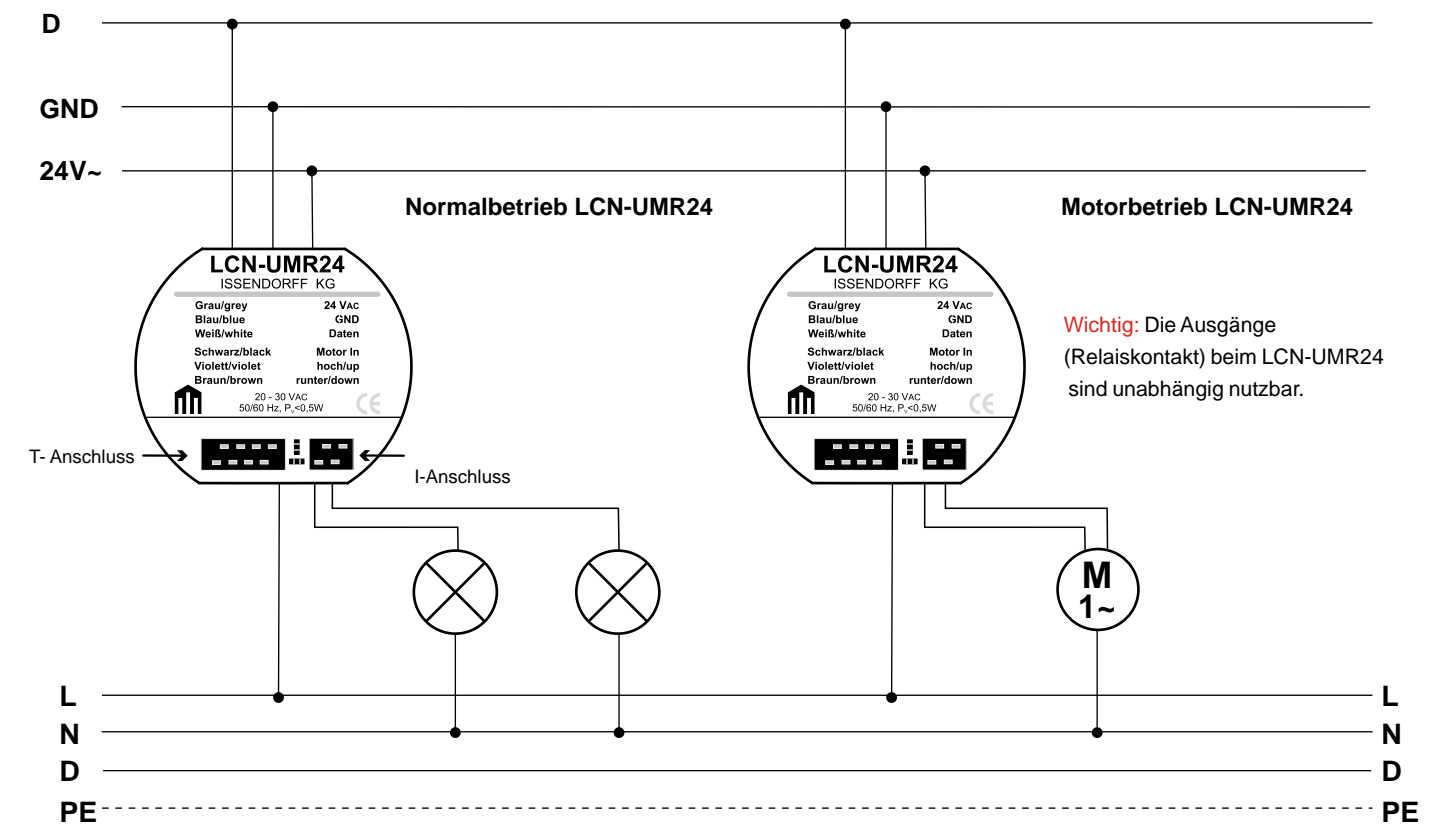 D
GND
24V~
Normalbetrieb LCN-UMR24
Motorbetrieb LCN-UMR24
LCN-UMR24
ISSENDORFF KG
Grau/grey 24 VAC
Blau/blue GND
Weiß/white Daten
Schwarz/black Motor In
Violett/violet hoch/up
Braun/brown runter/down
20 - 30 VAC
50/60 Hz, Pv<0,5W
CE
T- Anschluss
I-Anschluss
LCN-UMR24
ISSENDORFF KG
Grau/grey 24 VAC
Blau/blue GND
Weiß/white Daten
Schwarz/black Motor In
Violett/violet hoch/up
Braun/brown runter/down
20 - 30 VAC
50/60 Hz, Pv<0,5W
CE
Wichtig: Die Ausgänge
(Relaiskontakt) beim LCN-UMR24
sind unabhängig nutzbar.
M
1~
L L
N N
D D
PE PE